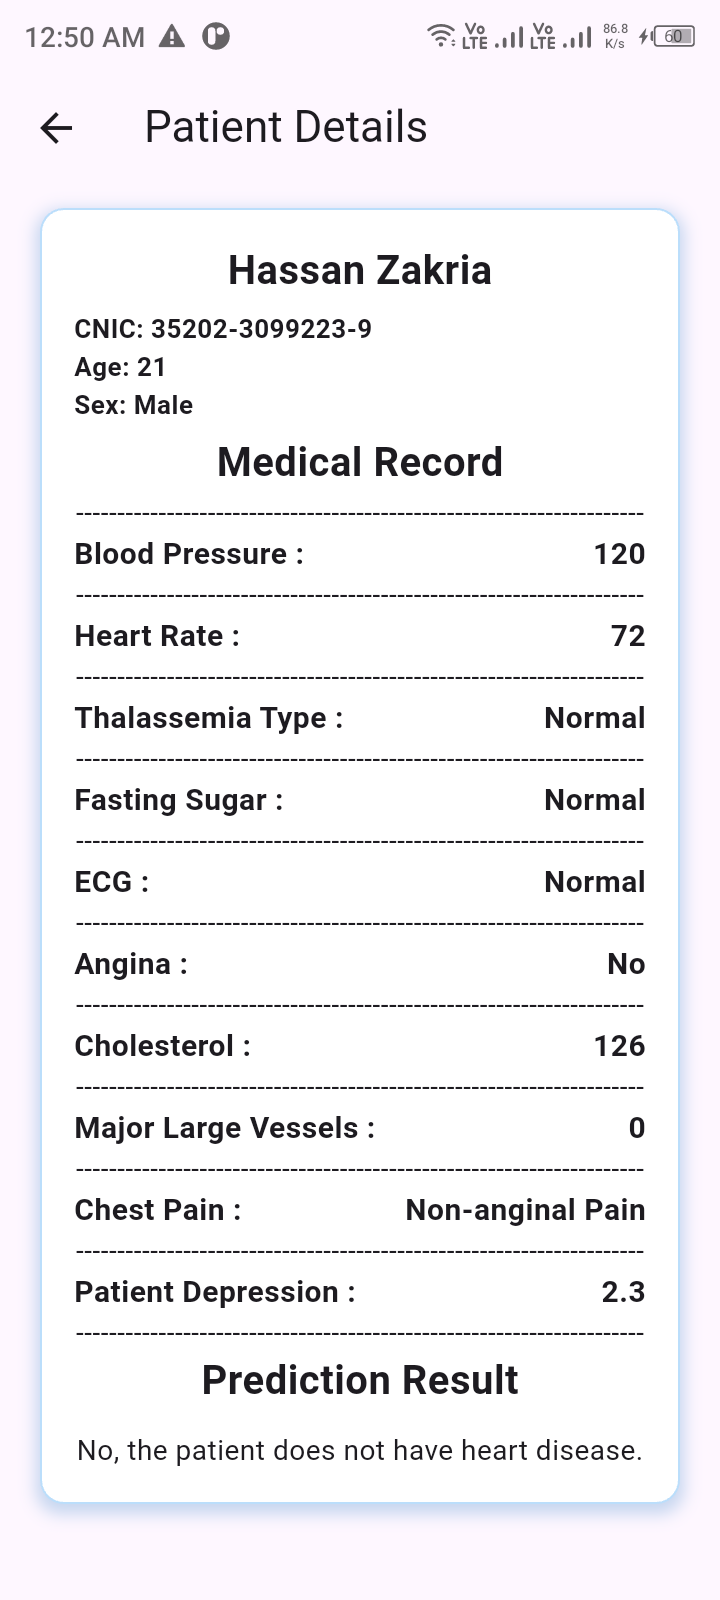 12:50 AM Vo LTE Vo LTE 86.8 K/s 60
Patient Details
Hassan Zakria
CNIC: 35202-3099223-9
Age: 21
Sex: Male
Medical Record
---------------------------------------------------------------------
Blood Pressure : 120
---------------------------------------------------------------------
Heart Rate : 72
---------------------------------------------------------------------
Thalassemia Type : Normal
---------------------------------------------------------------------
Fasting Sugar : Normal
---------------------------------------------------------------------
ECG : Normal
---------------------------------------------------------------------
Angina : No
---------------------------------------------------------------------
Cholesterol : 126
---------------------------------------------------------------------
Major Large Vessels : 0
---------------------------------------------------------------------
Chest Pain : Non-anginal Pain
---------------------------------------------------------------------
Patient Depression : 2.3
---------------------------------------------------------------------
Prediction Result
No, the patient does not have heart disease.